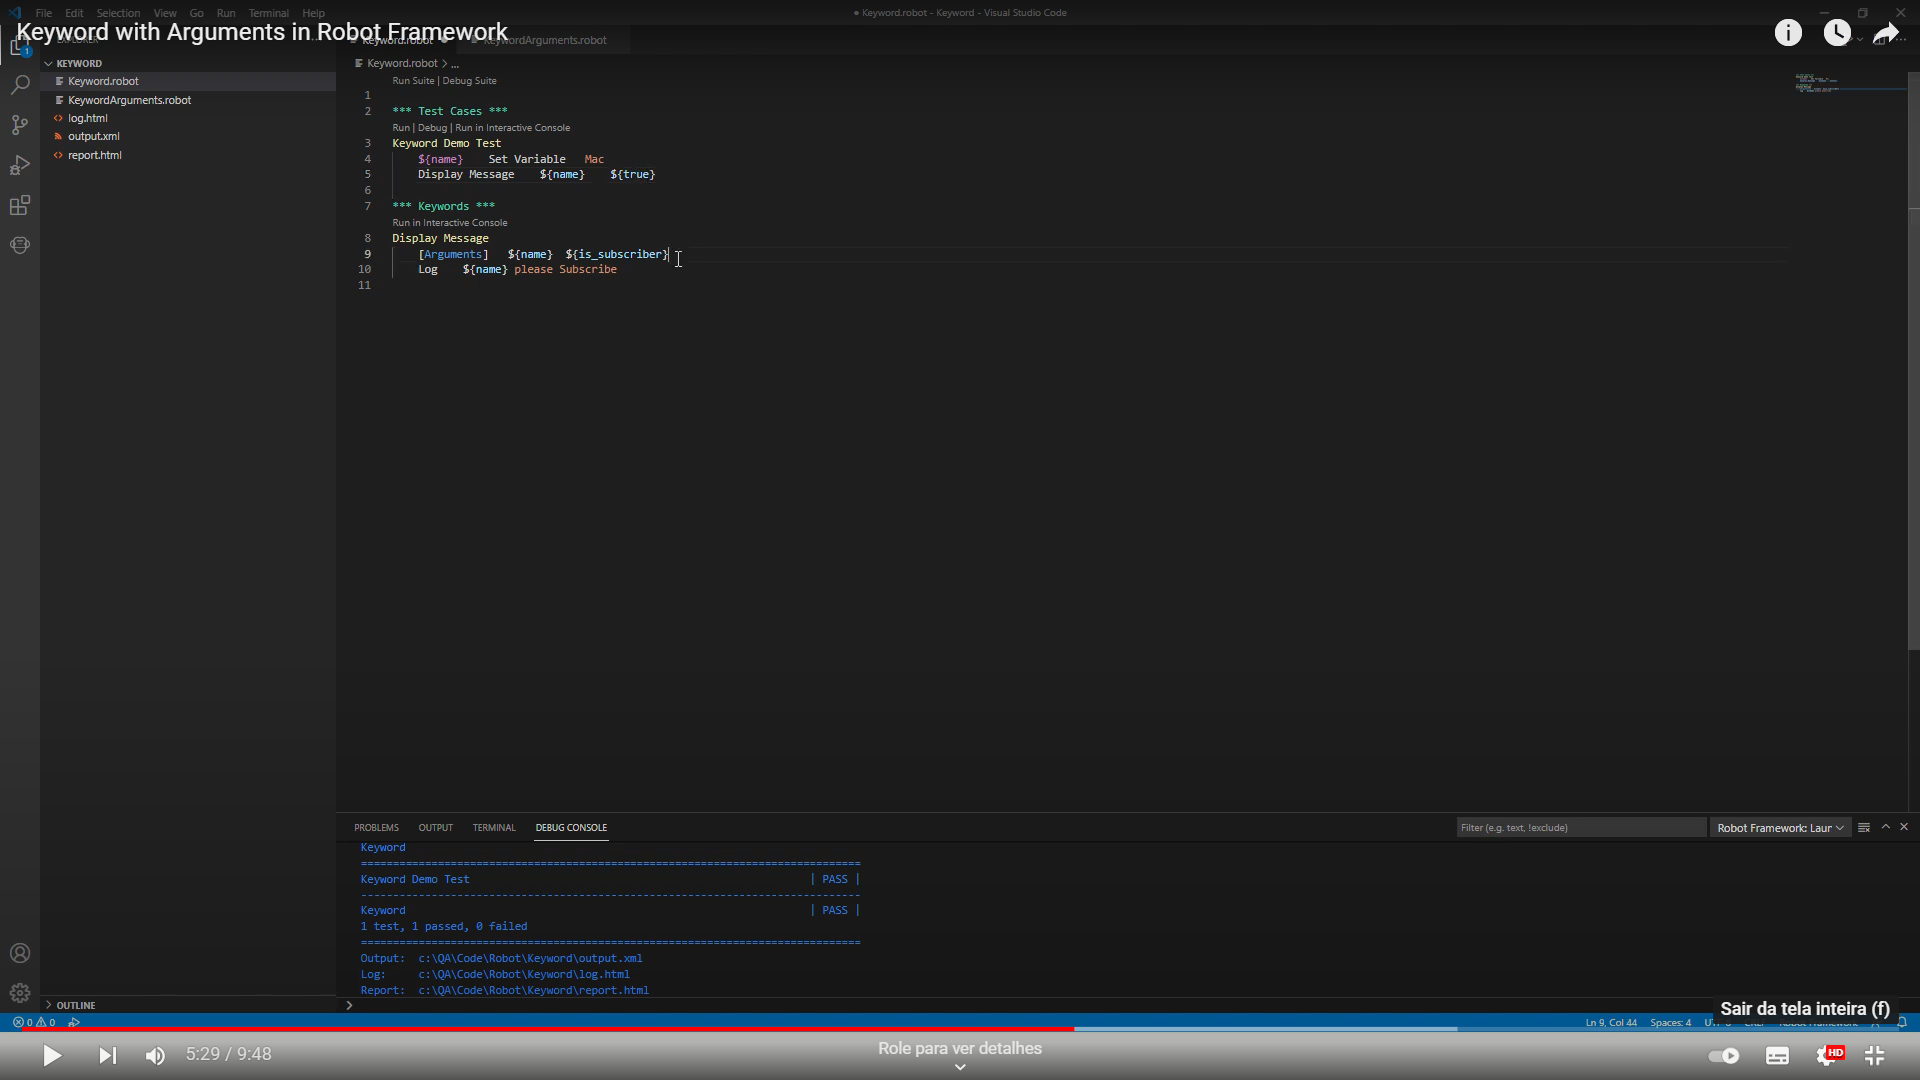 File Edit Selection View Go Run Terminal Help
● Keyword.robot - Keyword - Visual Studio Code
Keyword with Arguments in Robot Framework
EXPLORER
Keyword.robot
KeywordArguments.robot
KEYWORD
Keyword.robot
KeywordArguments.robot
log.html
output.xml
report.html
Keyword.robot > ...
Run Suite | Debug Suite
1
2 *** Test Cases ***
Run | Debug | Run in Interactive Console
3 Keyword Demo Test
4 ${name} Set Variable Mac
5 Display Message ${name} ${true}
6
7 *** Keywords ***
Run in Interactive Console
8 Display Message
9 [Arguments] ${name} ${is_subscriber}
10 Log ${name} please Subscribe
11
PROBLEMS OUTPUT TERMINAL DEBUG CONSOLE
Filter (e.g. text, !exclude)
Robot Framework: Laur
Keyword
==============================================================================
Keyword Demo Test | PASS |
------------------------------------------------------------------------------
Keyword | PASS |
1 test, 1 passed, 0 failed
==============================================================================
Output: c:\QA\Code\Robot\Keyword\output.xml
Log: c:\QA\Code\Robot\Keyword\log.html
Report: c:\QA\Code\Robot\Keyword\report.html
OUTLINE
Sair da tela inteira (f)
0 0
Ln 9, Col 44 Spaces: 4
5:29 / 9:48
Role para ver detalhes
HD